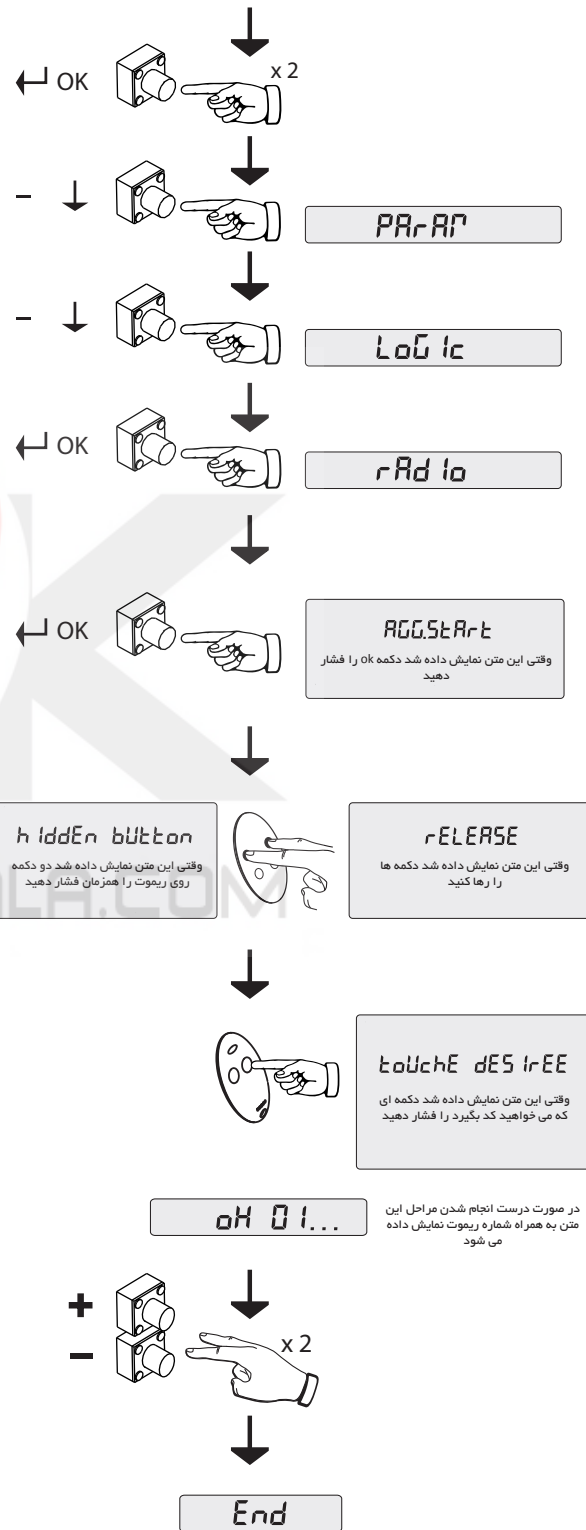 OK
x 2
−
PArAM
−
LoGIc
OK
rAdIo
OK
AGG.StArt
وقتی این متن نمایش داده شد دکمه ok را فشار
دهید
hIddEn bUtton
وقتی این متن نمایش داده شد دو دکمه
روی ریموت را همزمان فشار دهید
rELEASE
وقتی این متن نمایش داده شد دکمه ها
را رها کنید
toUchE dESIrEE
وقتی این متن نمایش داده شد دکمه ای
که می خواهید کد بگیرد را فشار دهید
oH 01...
در صورت درست انجام شدن مراحل این
متن به همراه شماره ریموت نمایش داده
می شود
+
−
x 2
End